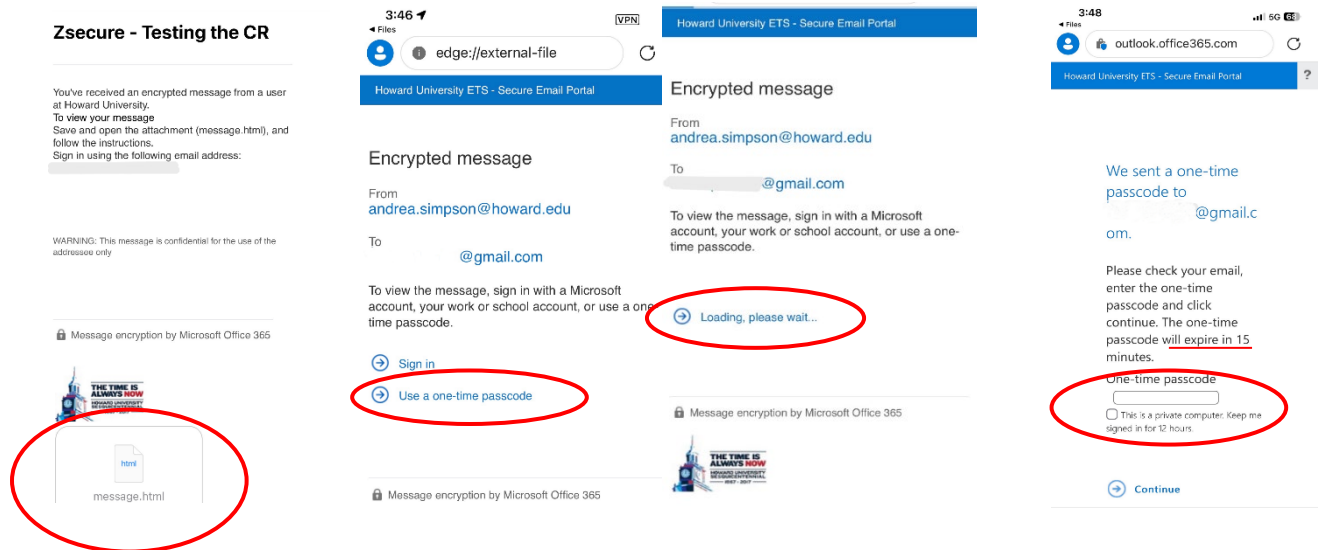 Zsecure - Testing the CR
You've received an encrypted message from a user
at Howard University.
To view your message
Save and open the attachment (message.html), and
follow the instructions.
Sign in using the following email address:
WARNING: This message is confidential for the use of the
addressee only
Message encryption by Microsoft Office 365
THE TIME IS
ALWAYS NOW
HOWARD UNIVERSITY
SESQUICENTENNIAL
1867 - 2017
html
message.html
3:46
VPN
Files
edge://external-file
Howard University ETS - Secure Email Portal
Encrypted message
From
andrea.simpson@howard.edu
To
@gmail.com
To view the message, sign in with a Microsoft
account, your work or school account, or use a one-
time passcode.
Sign in
Use a one-time passcode
Message encryption by Microsoft Office 365
Howard University ETS - Secure Email Portal
Encrypted message
From
andrea.simpson@howard.edu
To
@gmail.com
To view the message, sign in with a Microsoft
account, your work or school account, or use a one-
time passcode.
Loading, please wait...
Message encryption by Microsoft Office 365
THE TIME IS
ALWAYS NOW
HOWARD UNIVERSITY
SESQUICENTENNIAL
1867 - 2017
3:48
5G 68
Files
outlook.office365.com
Howard University ETS - Secure Email Portal
?
We sent a one-time
passcode to
@gmail.c
om.
Please check your email,
enter the one-time
passcode and click
continue. The one-time
passcode will expire in 15
minutes.
One-time passcode
This is a private computer. Keep me
signed in for 12 hours.
Continue